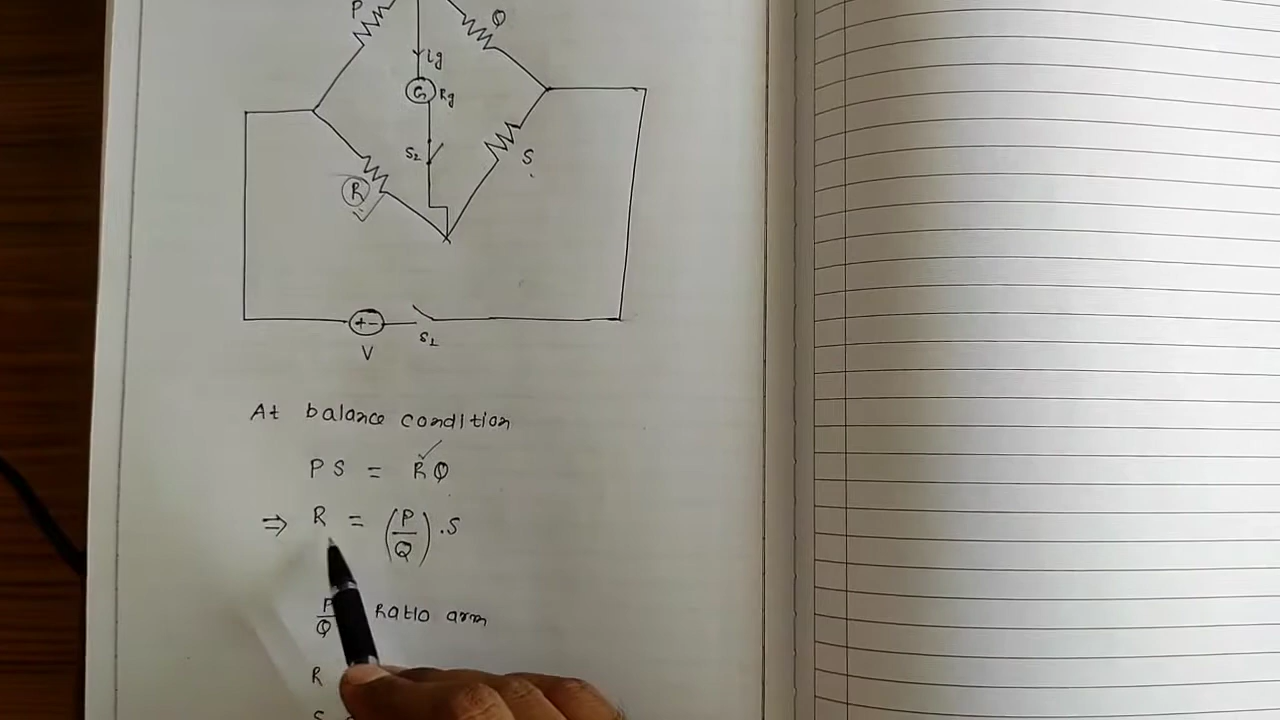 P
Q
ig
G Rg
S2
S
R
+ -
S1
V
At balance condition
PS = RQ
⇒ R = (P/Q) . S
P/Q Ratio arm
R
S